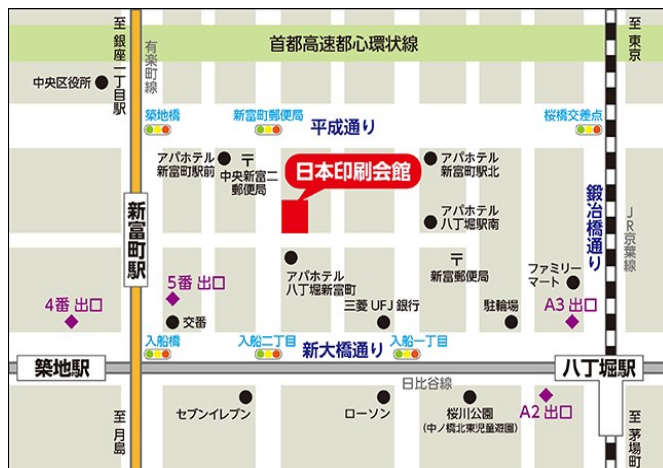 首都高速都心環状線
至 銀座一丁目駅
有楽町線
至 東京
中央区役所
築地橋
新富町郵便局
平成通り
桜橋交差点
アパホテル
新富町駅前
中央新富二
郵便局
日本印刷会館
アパホテル
新富町駅北
アパホテル
八丁堀駅南
鍛冶橋通り
JR京葉線
新富町駅
アパホテル
八丁堀新富町
新富郵便局
ファミリー
マート
4番 出口
5番 出口
交番
三菱UFJ銀行
駐輪場
A3 出口
入船橋
入船二丁目
新大橋通り
入船一丁目
築地駅
八丁堀駅
日比谷線
セブンイレブン
ローソン
桜川公園
(中ノ橋北東児童遊園)
A2 出口
至 月島
至 茅場町